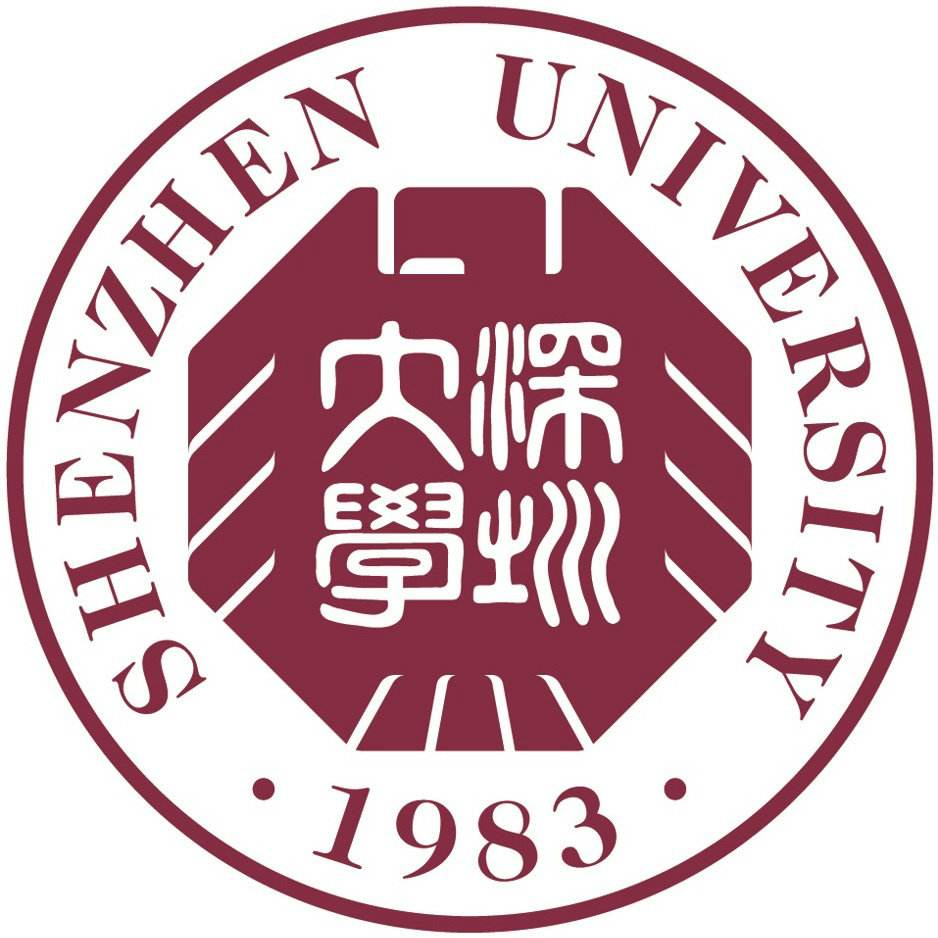 SHENZHEN UNIVERSITY
深圳
大學
· 1983 ·